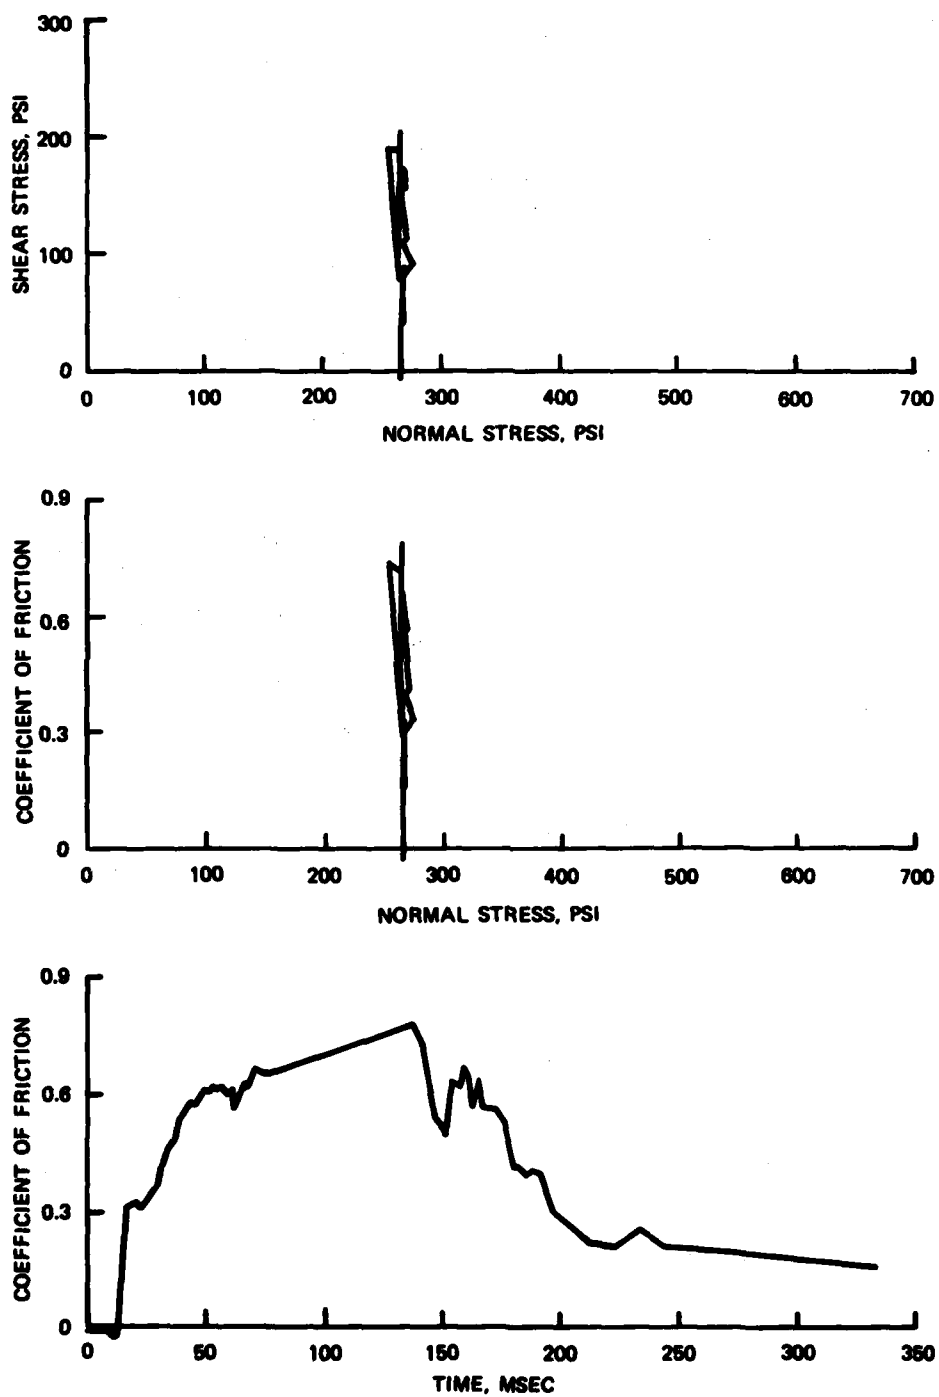 300
200
100
0
SHEAR STRESS, PSI
0 100 200 300 400 500 600 700
NORMAL STRESS, PSI
0.9
0.6
0.3
0
COEFFICIENT OF FRICTION
0 100 200 300 400 500 600 700
NORMAL STRESS, PSI
0.9
0.6
0.3
0
COEFFICIENT OF FRICTION
0 50 100 150 200 250 300 350
TIME, MSEC